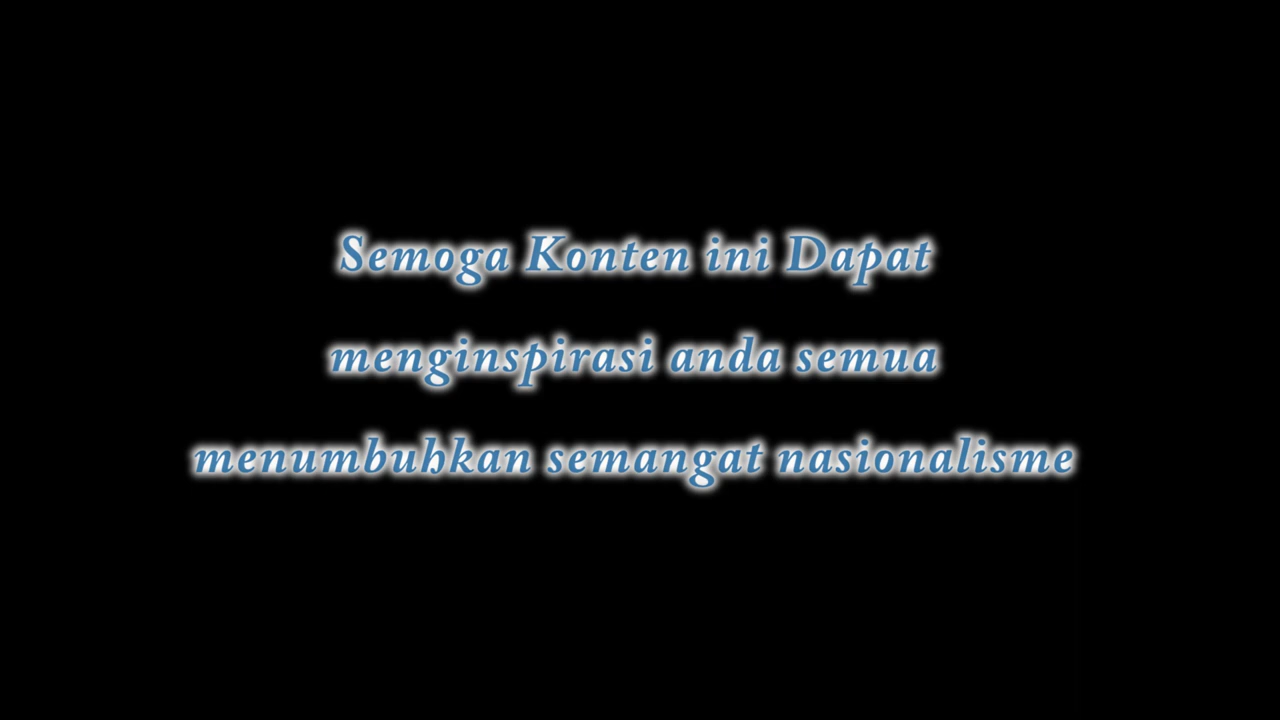 Semoga Konten ini Dapat
menginspirasi anda semua
menumbuhkan semangat nasionalisme